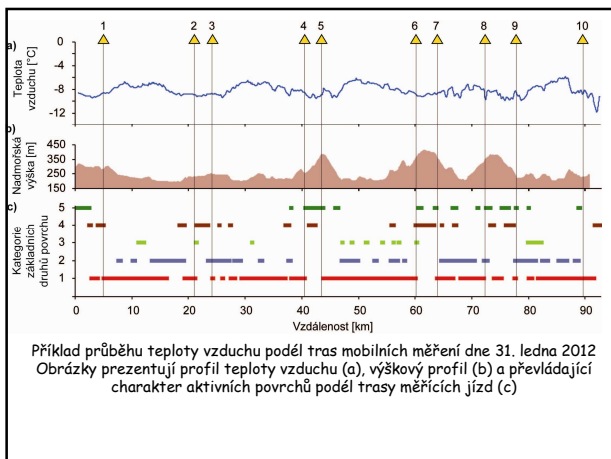 1 2 3 4 5 6 7 8 9 10
a)
Teplota
vzduchu [°C]
0
-4
-8
-12
b)
Nadmořská
výška [m]
450
350
250
150
c)
Kategorie
základních
druhů povrchu
5
4
3
2
1
0 10 20 30 40 50 60 70 80 90
Vzdálenost [km]
Příklad průběhu teploty vzduchu podél tras mobilních měření dne 31. ledna 2012
Obrázky prezentují profil teploty vzduchu (a), výškový profil (b) a převládající
charakter aktivních povrchů podél trasy měřících jízd (c)